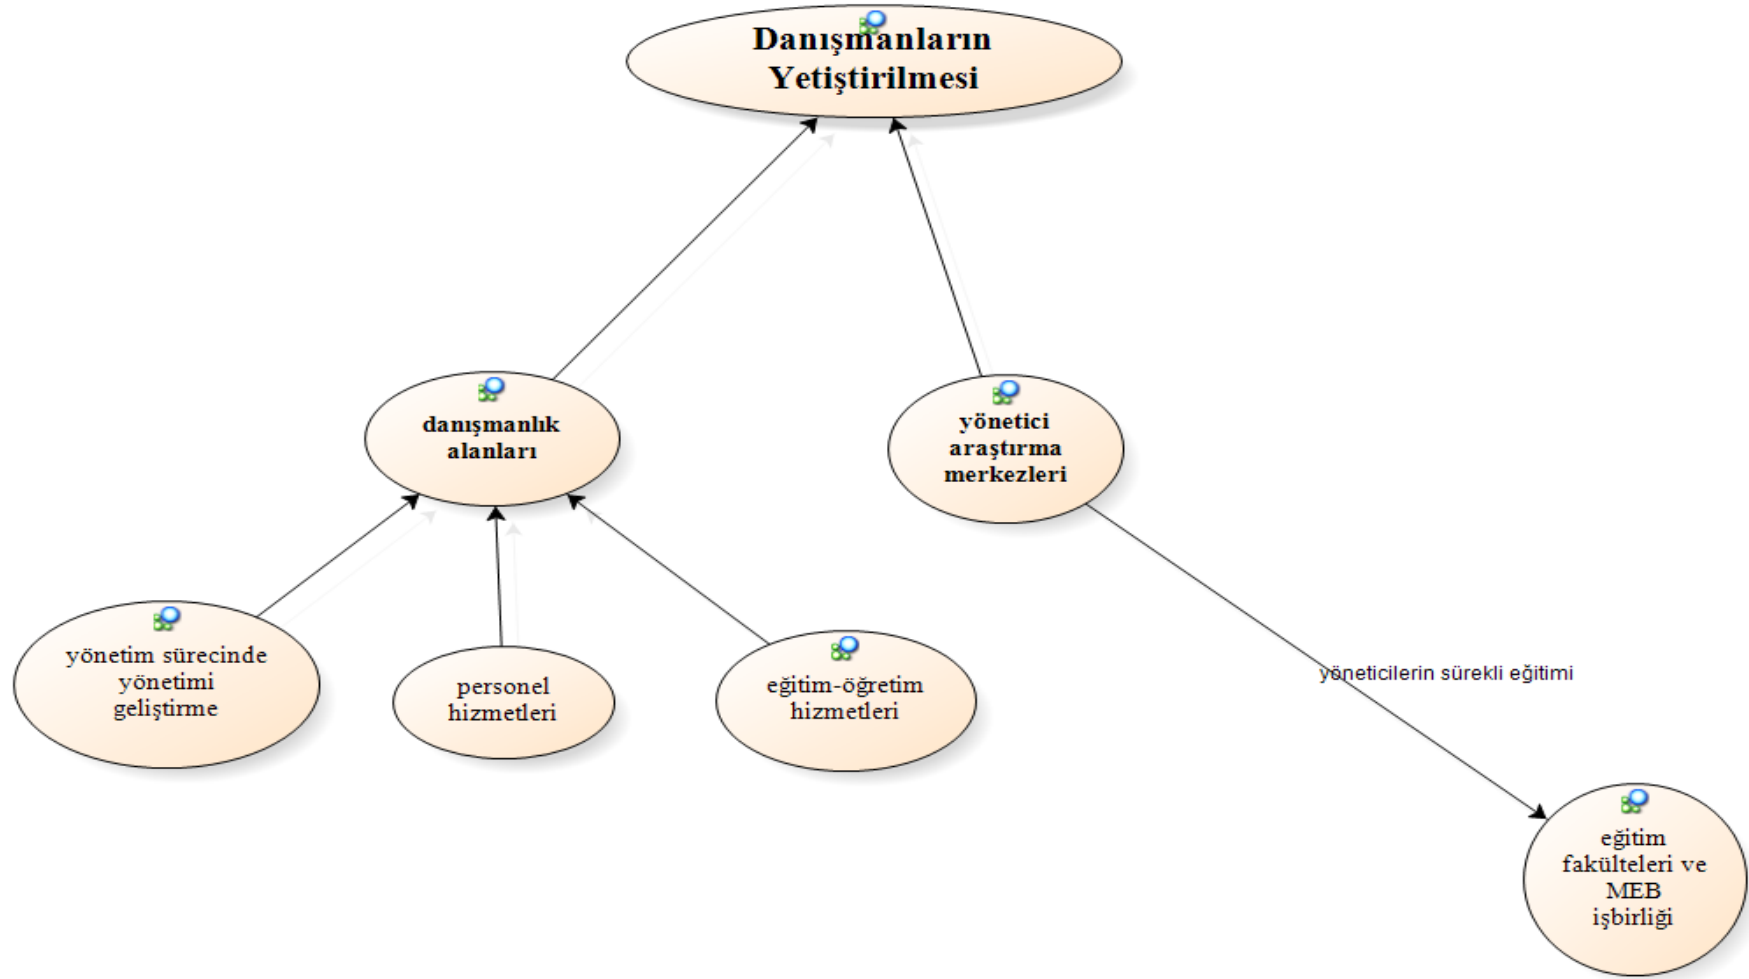 Danışmanların
Yetiştirilmesi
danışmanlık
alanları
yönetici
araştırma
merkezleri
yönetim sürecinde
yönetimi
geliştirme
personel
hizmetleri
eğitim-öğretim
hizmetleri
yöneticilerin sürekli eğitimi
eğitim
fakülteleri ve
MEB
işbirliği